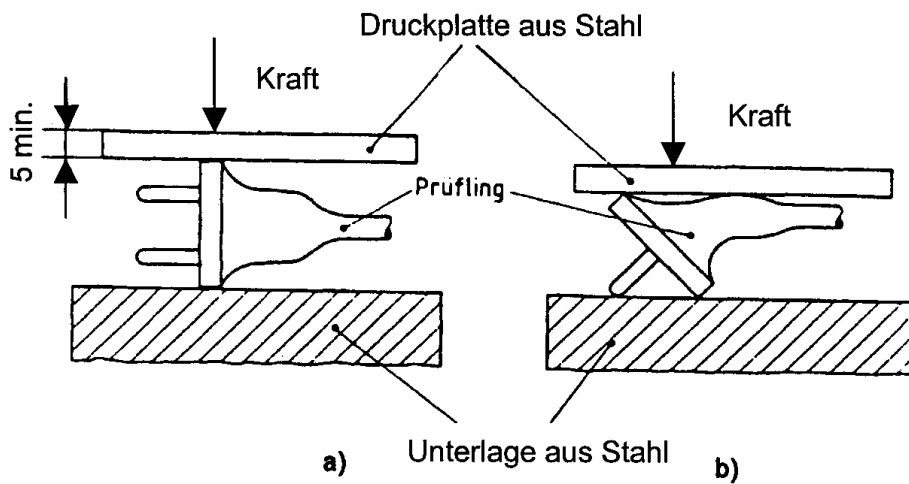 Druckplatte aus Stahl
Kraft
Kraft
5 min.
Prüfling
Unterlage aus Stahl
a)
b)